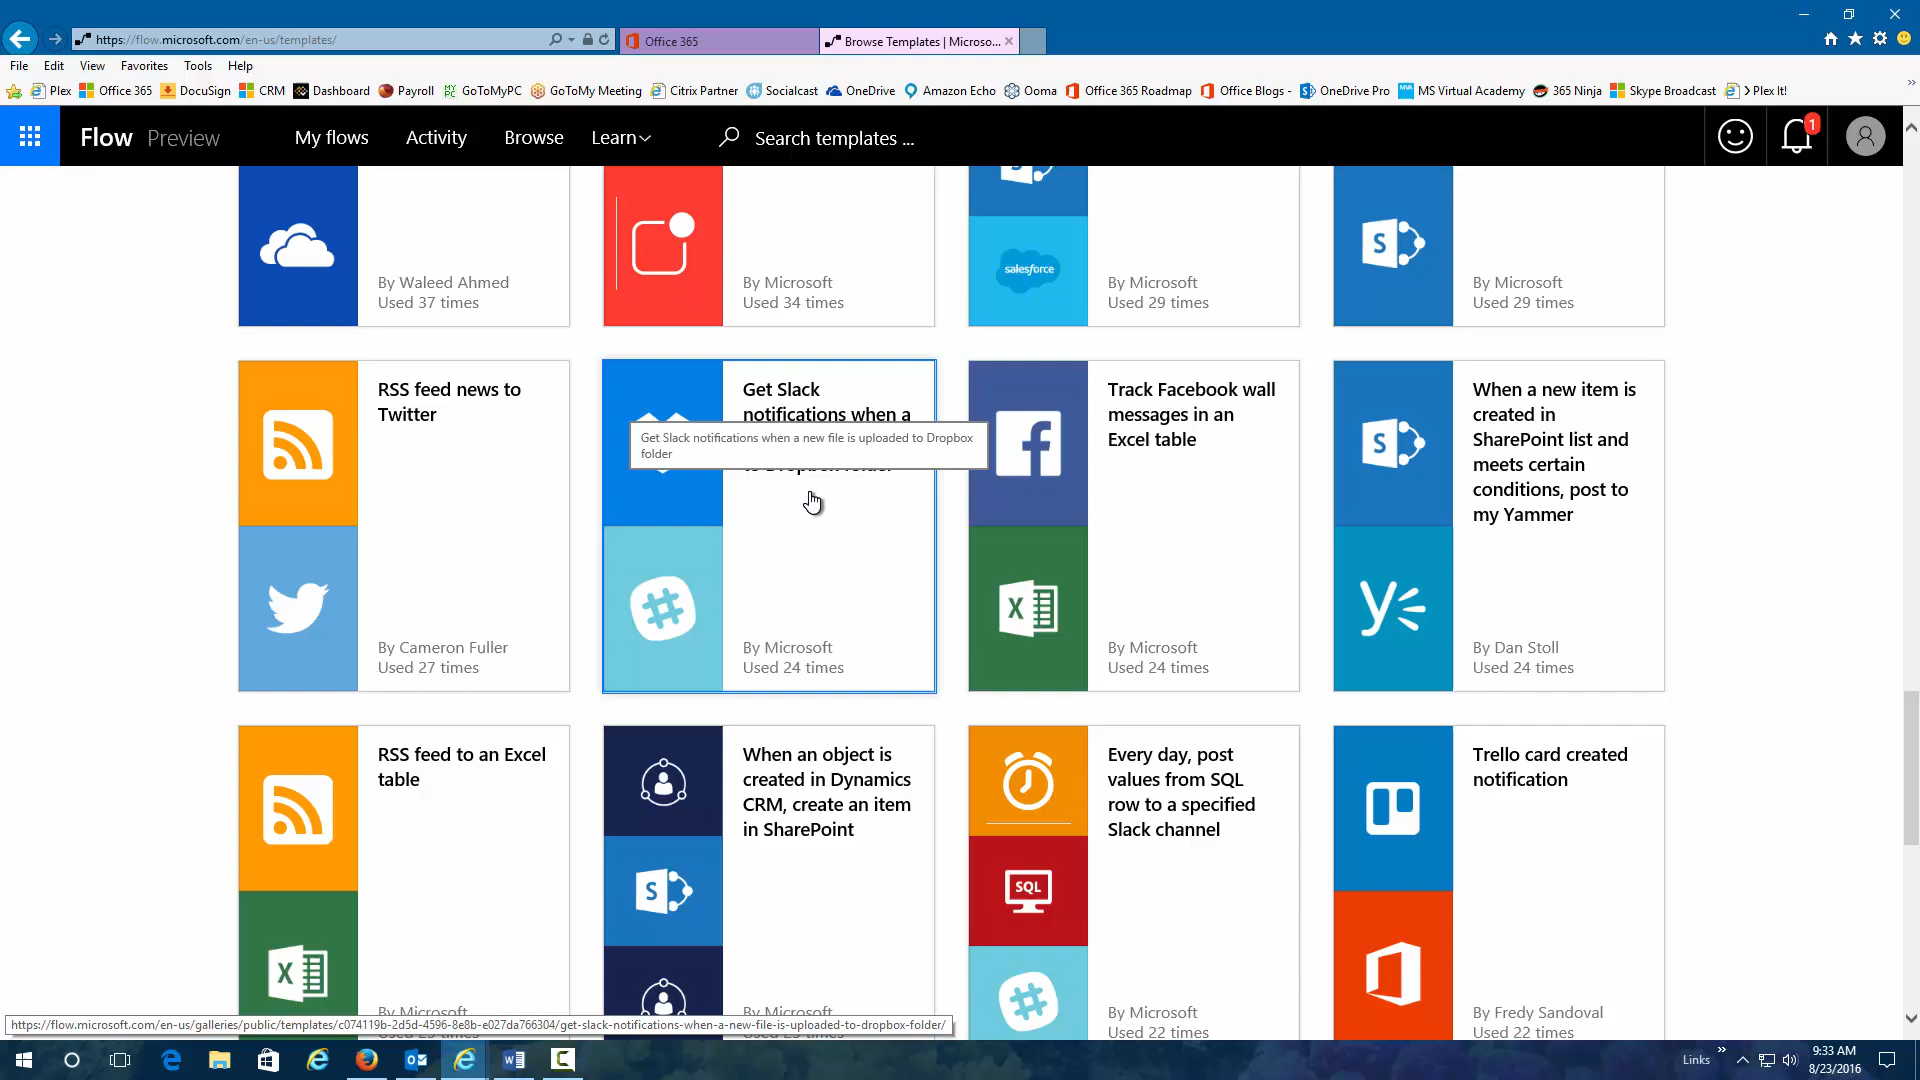 https://flow.microsoft.com/en-us/templates/
Office 365
Browse Templates | Microso...
File Edit View Favorites Tools Help
Plex Office 365 DocuSign CRM Dashboard Payroll GoToMyPC GoToMy Meeting Citrix Partner Socialcast OneDrive Amazon Echo Ooma Office 365 Roadmap Office Blogs - OneDrive Pro MS Virtual Academy 365 Ninja Skype Broadcast > Plex It!
Flow Preview My flows Activity Browse Learn Search templates ... 1
salesforce
By Waleed Ahmed
Used 37 times
By Microsoft
Used 34 times
By Microsoft
Used 29 times
By Microsoft
Used 29 times
RSS feed news to
Twitter
By Cameron Fuller
Used 27 times
Get Slack
notifications when a
Get Slack notifications when a new file is uploaded to Dropbox
folder
to Dropbox folder
By Microsoft
Used 24 times
Track Facebook wall
messages in an
Excel table
By Microsoft
Used 24 times
When a new item is
created in
SharePoint list and
meets certain
conditions, post to
my Yammer
By Dan Stoll
Used 24 times
RSS feed to an Excel
table
By Microsoft
When an object is
created in Dynamics
CRM, create an item
in SharePoint
By Microsoft
Every day, post
values from SQL
row to a specified
Slack channel
SQL
By Microsoft
Used 22 times
Trello card created
notification
By Fredy Sandoval
Used 22 times
https://flow.microsoft.com/en-us/galleries/public/templates/c074119b-2d5d-4596-8e8b-e027da766304/get-slack-notifications-when-a-new-file-is-uploaded-to-dropbox-folder/
Links
9:33 AM
8/23/2016